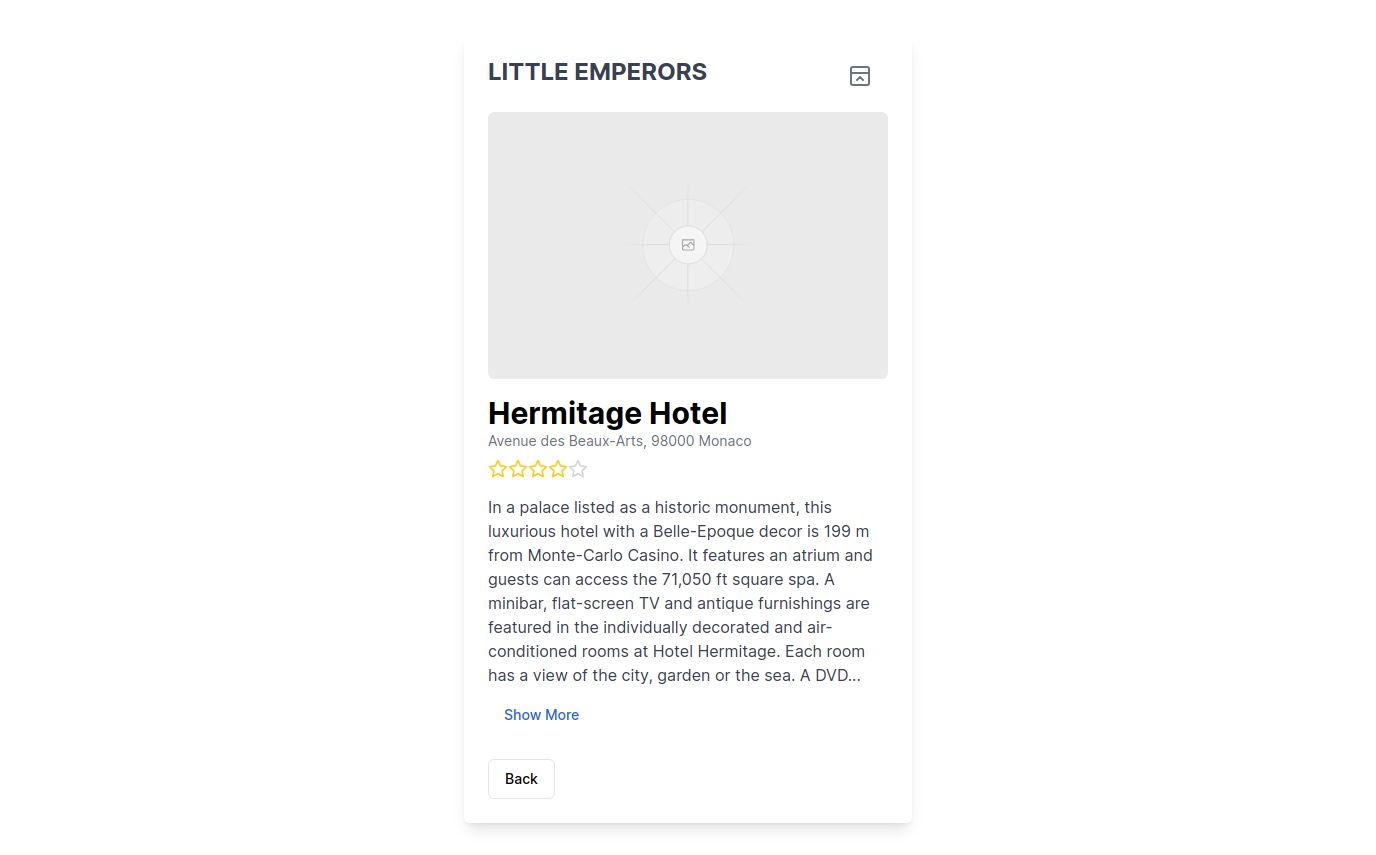 LITTLE EMPERORS
Hermitage Hotel
Avenue des Beaux-Arts, 98000 Monaco
In a palace listed as a historic monument, this
luxurious hotel with a Belle-Epoque decor is 199 m
from Monte-Carlo Casino. It features an atrium and
guests can access the 71,050 ft square spa. A
minibar, flat-screen TV and antique furnishings are
featured in the individually decorated and air-
conditioned rooms at Hotel Hermitage. Each room
has a view of the city, garden or the sea. A DVD...
Show More
Back